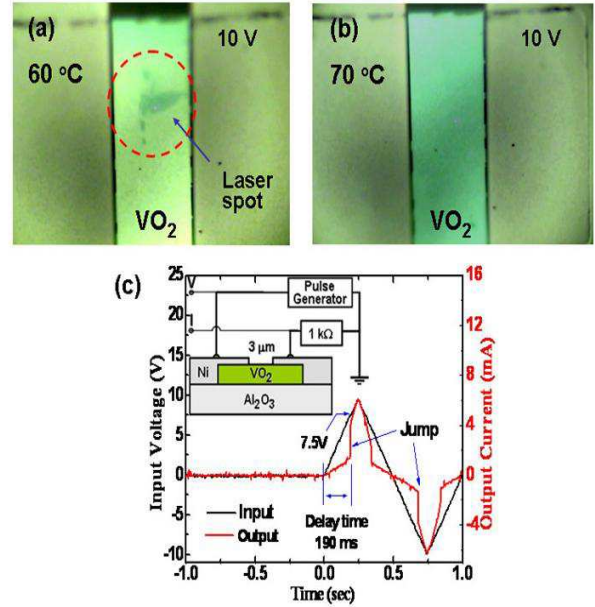 (a)
10 V
60 °C
Laser
spot
VO₂
(b)
10 V
70 °C
VO₂
(c)
25
20
15
10
5
0
-5
-10
Input Voltage (V)
16
12
8
4
0
-4
Output Current (mA)
V
I
Pulse
Generator
1 kΩ
3 μm
Ni
VO₂
Al₂O₃
7.5V
Jump
Input
Output
Delay time
190 ms
-1.0
-0.5
0.0
0.5
1.0
Time (sec)